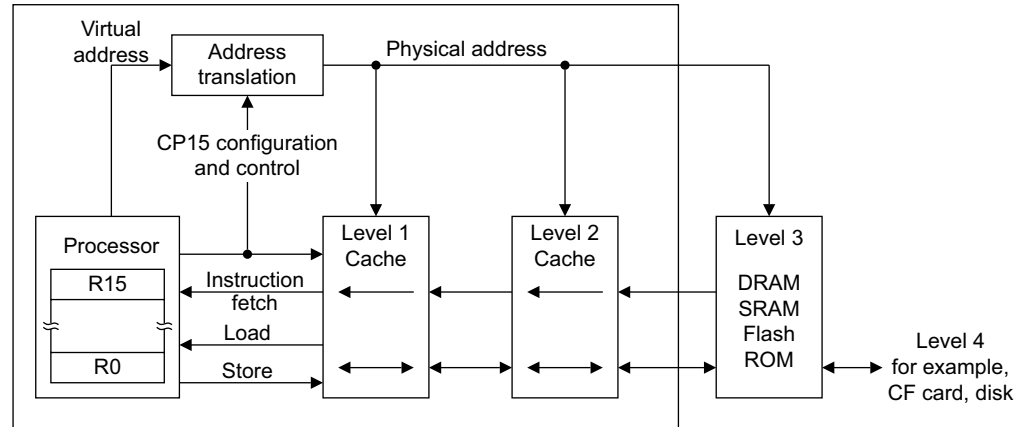 Virtual
address
Address
translation
Physical address
CP15 configuration
and control
Processor
R15
R0
Instruction
fetch
Load
Store
Level 1
Cache
Level 2
Cache
Level 3
DRAM
SRAM
Flash
ROM
Level 4
for example,
CF card, disk